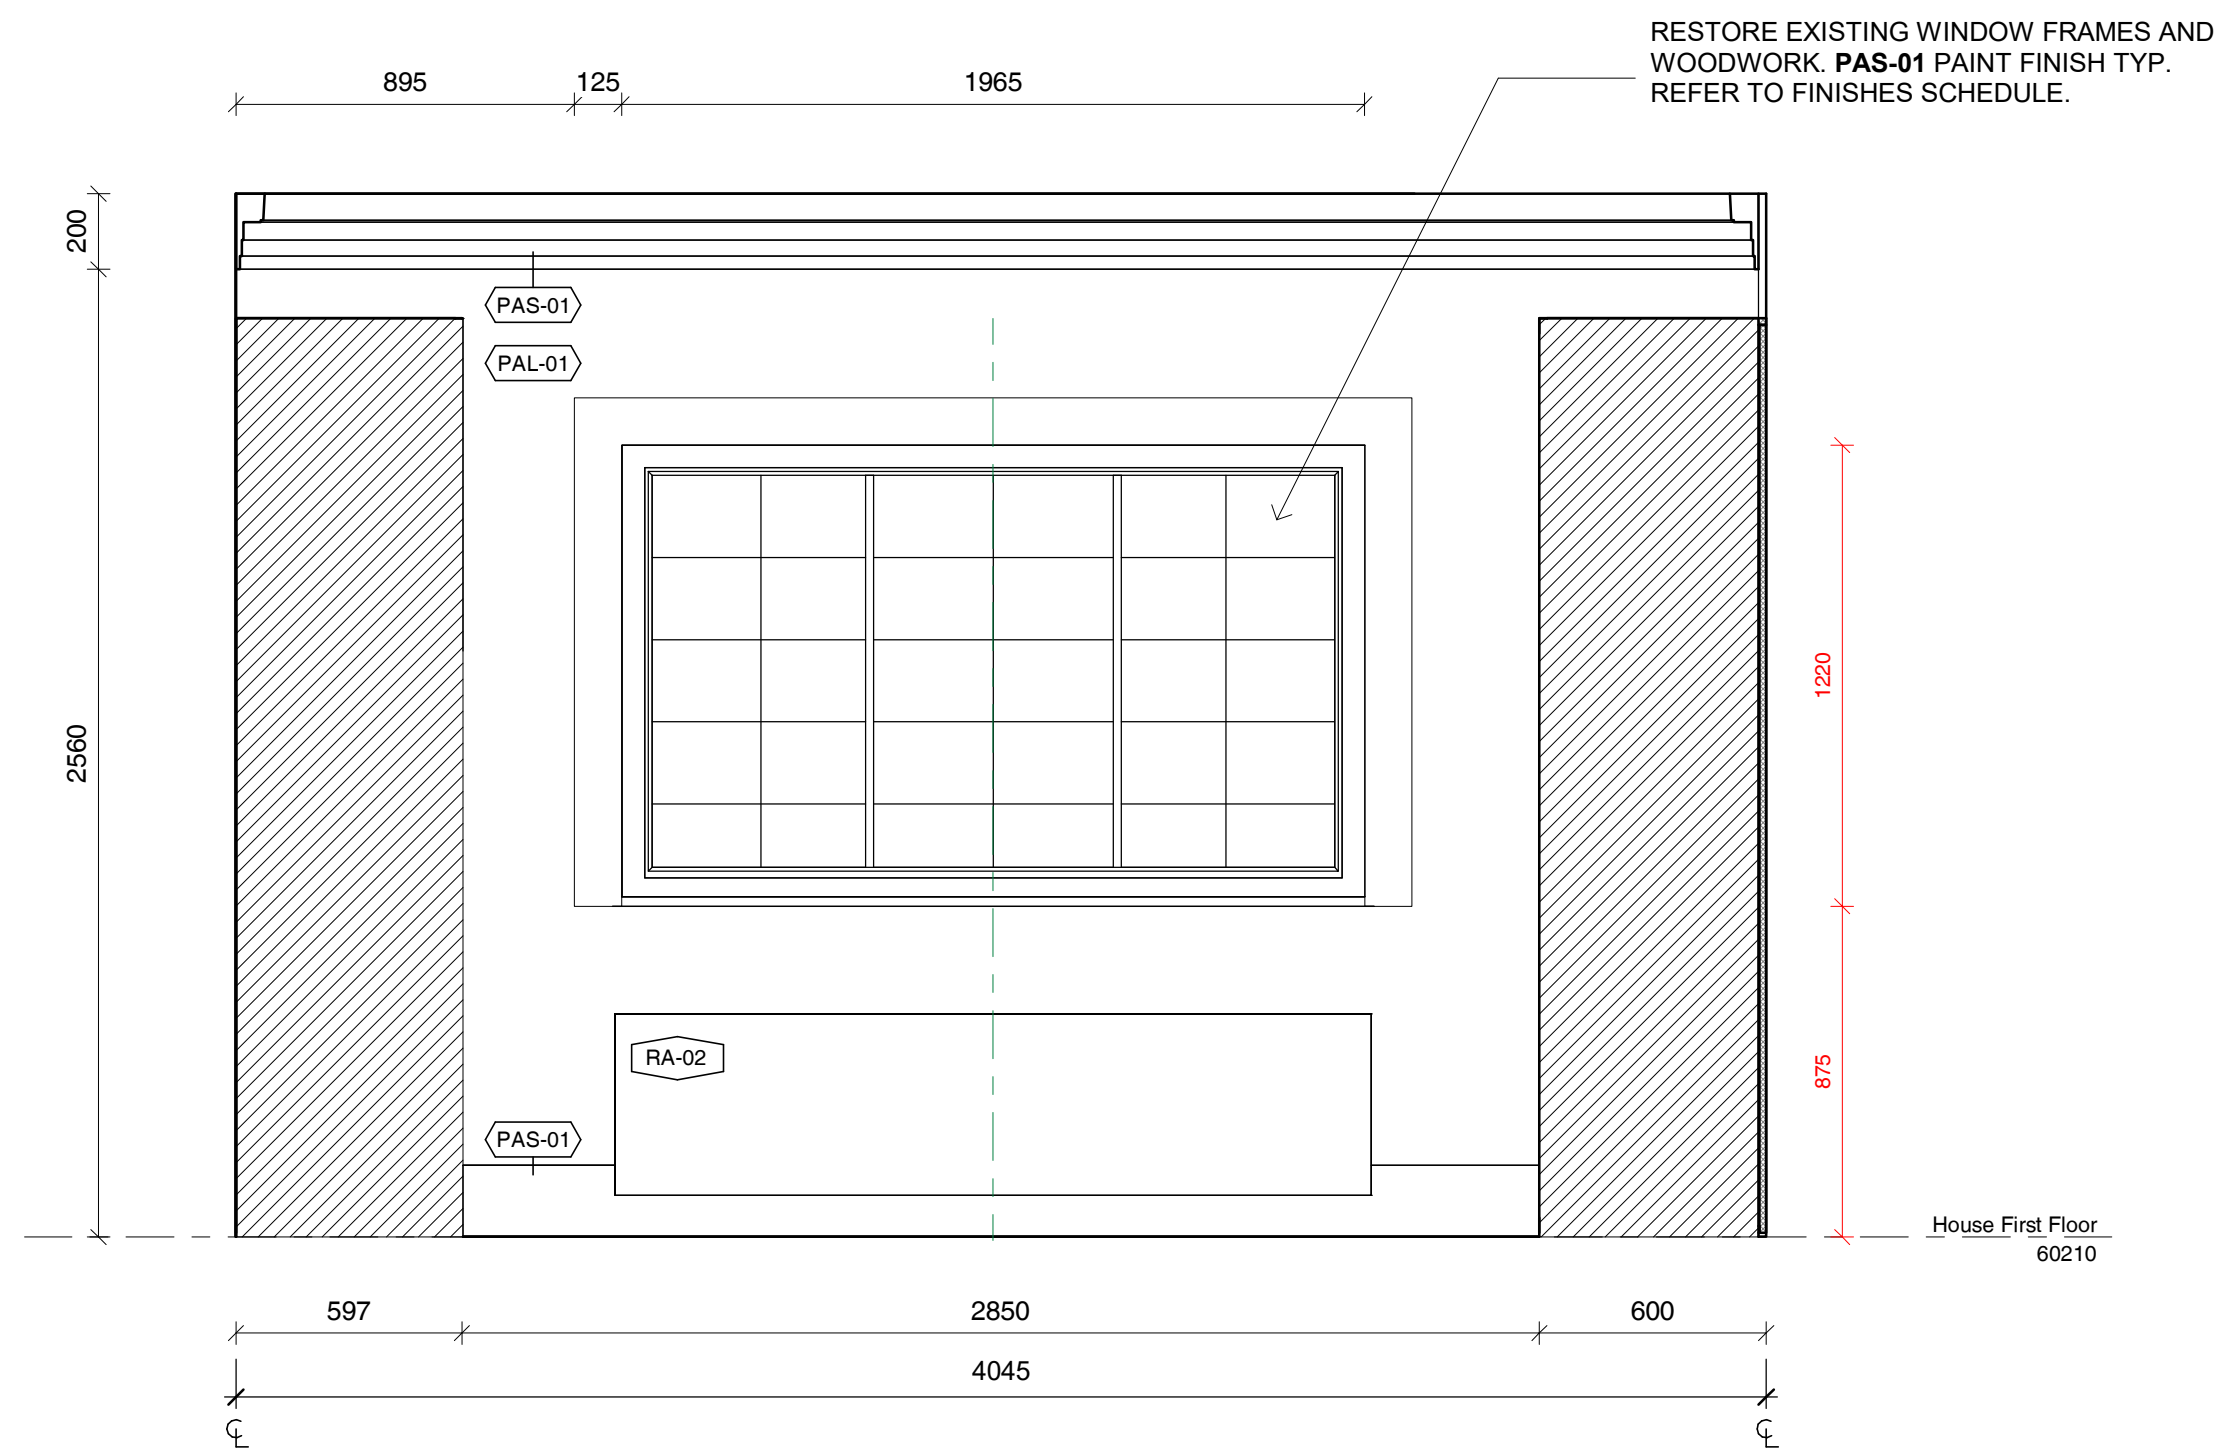 RESTORE EXISTING WINDOW FRAMES AND
WOODWORK. PAS-01 PAINT FINISH TYP.
REFER TO FINISHES SCHEDULE.
895
125
1965
200
PAS-01
PAL-01
2560
1220
875
RA-02
PAS-01
House First Floor
60210
597
2850
600
4045
℄
℄